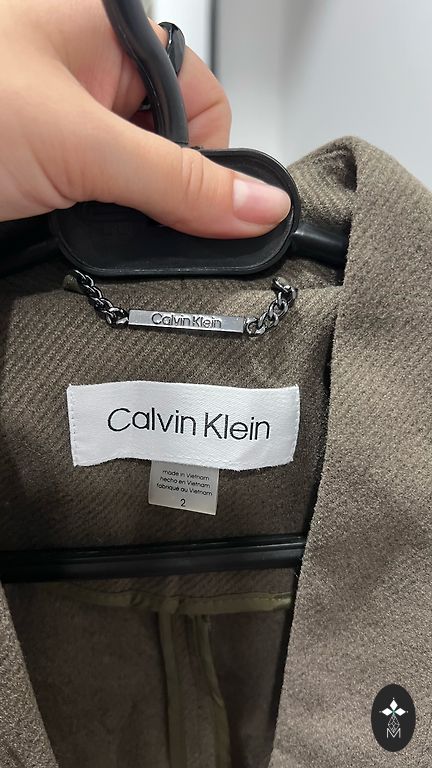 Calvin Klein
Calvin Klein
made in Vietnam
hecho en Vietnam
fabriqué au Vietnam
2
M